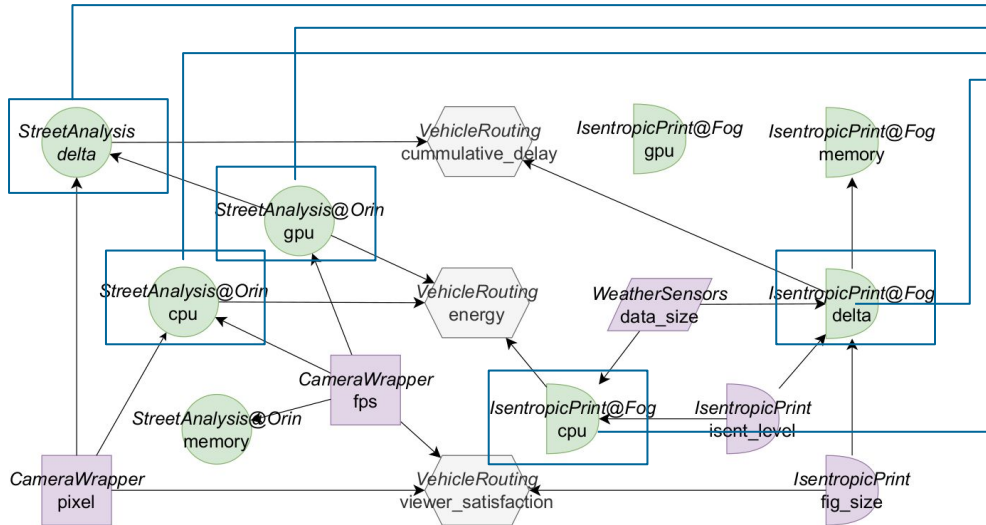 StreetAnalysis
delta
VehicleRouting
cummulative_delay
IsentropicPrint@Fog
gpu
IsentropicPrint@Fog
memory
StreetAnalysis@Orin
gpu
StreetAnalysis@Orin
cpu
VehicleRouting
energy
WeatherSensors
data_size
IsentropicPrint@Fog
delta
CameraWrapper
fps
StreetAnalysis@Orin
memory
IsentropicPrint@Fog
cpu
IsentropicPrint
isent_level
CameraWrapper
pixel
VehicleRouting
viewer_satisfaction
IsentropicPrint
fig_size